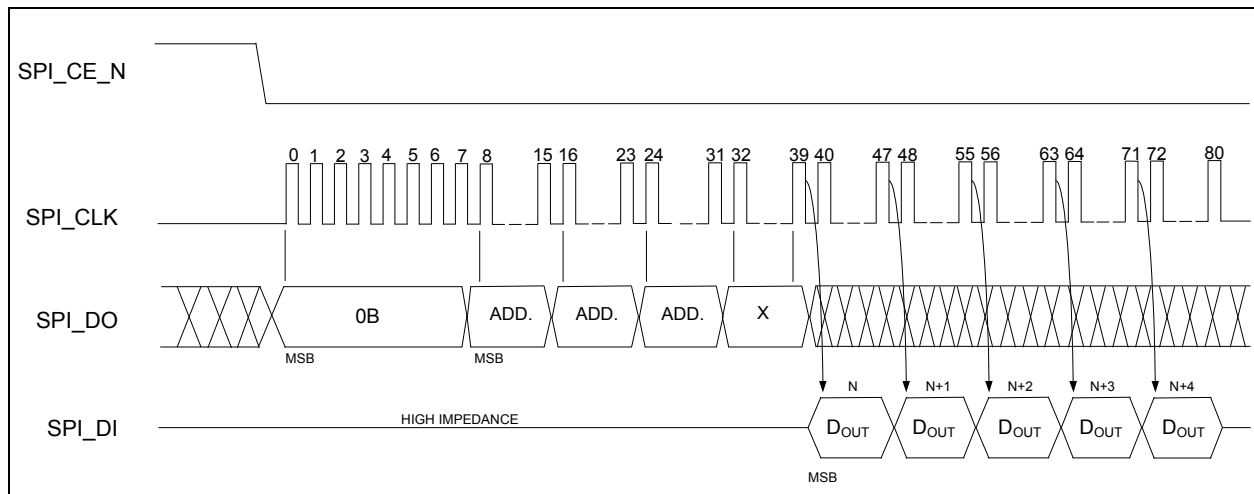 SPI_CE_N
0 1 2 3 4 5 6 7 8 15 16 23 24 31 32 39 40 47 48 55 56 63 64 71 72 80
SPI_CLK
SPI_DO
0B ADD. ADD. ADD. X
MSB MSB
N N+1 N+2 N+3 N+4
SPI_DI
HIGH IMPEDANCE
DOUT DOUT DOUT DOUT DOUT
MSB